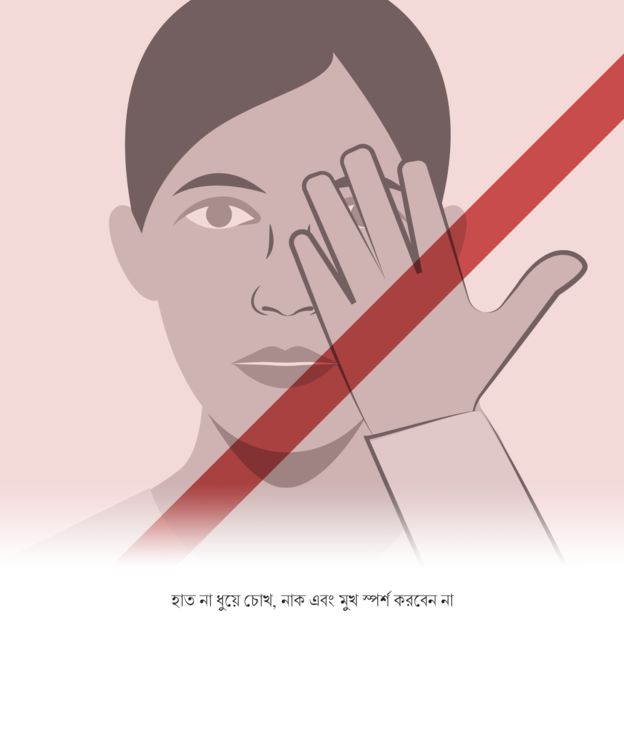 হাত না ধুয়ে চোখ, নাক এবং মুখ স্পর্শ করবেন না